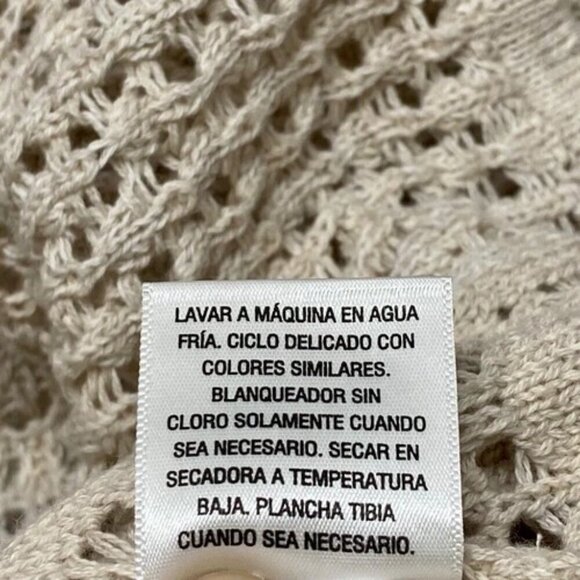 LAVAR A MÁQUINA EN AGUA
FRÍA. CICLO DELICADO CON
COLORES SIMILARES.
BLANQUEADOR SIN
CLORO SOLAMENTE CUANDO
SEA NECESARIO. SECAR EN
SECADORA A TEMPERATURA
BAJA. PLANCHA TIBIA
CUANDO SEA NECESARIO.